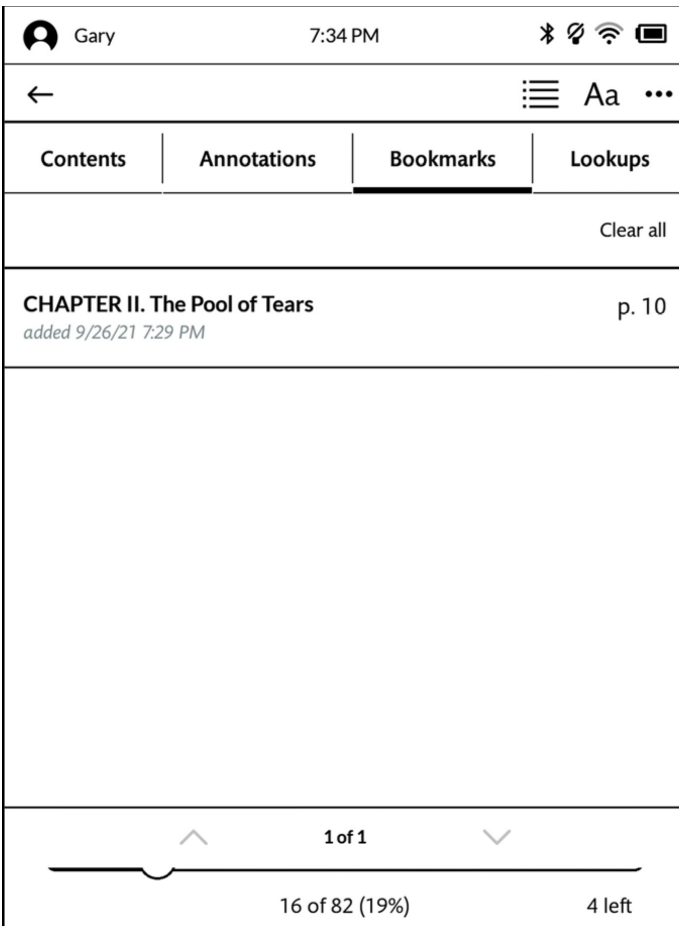 Gary 7:34 PM
Aa
Contents Annotations Bookmarks Lookups
Clear all
CHAPTER II. The Pool of Tears p. 10
added 9/26/21 7:29 PM
1 of 1
16 of 82 (19%) 4 left